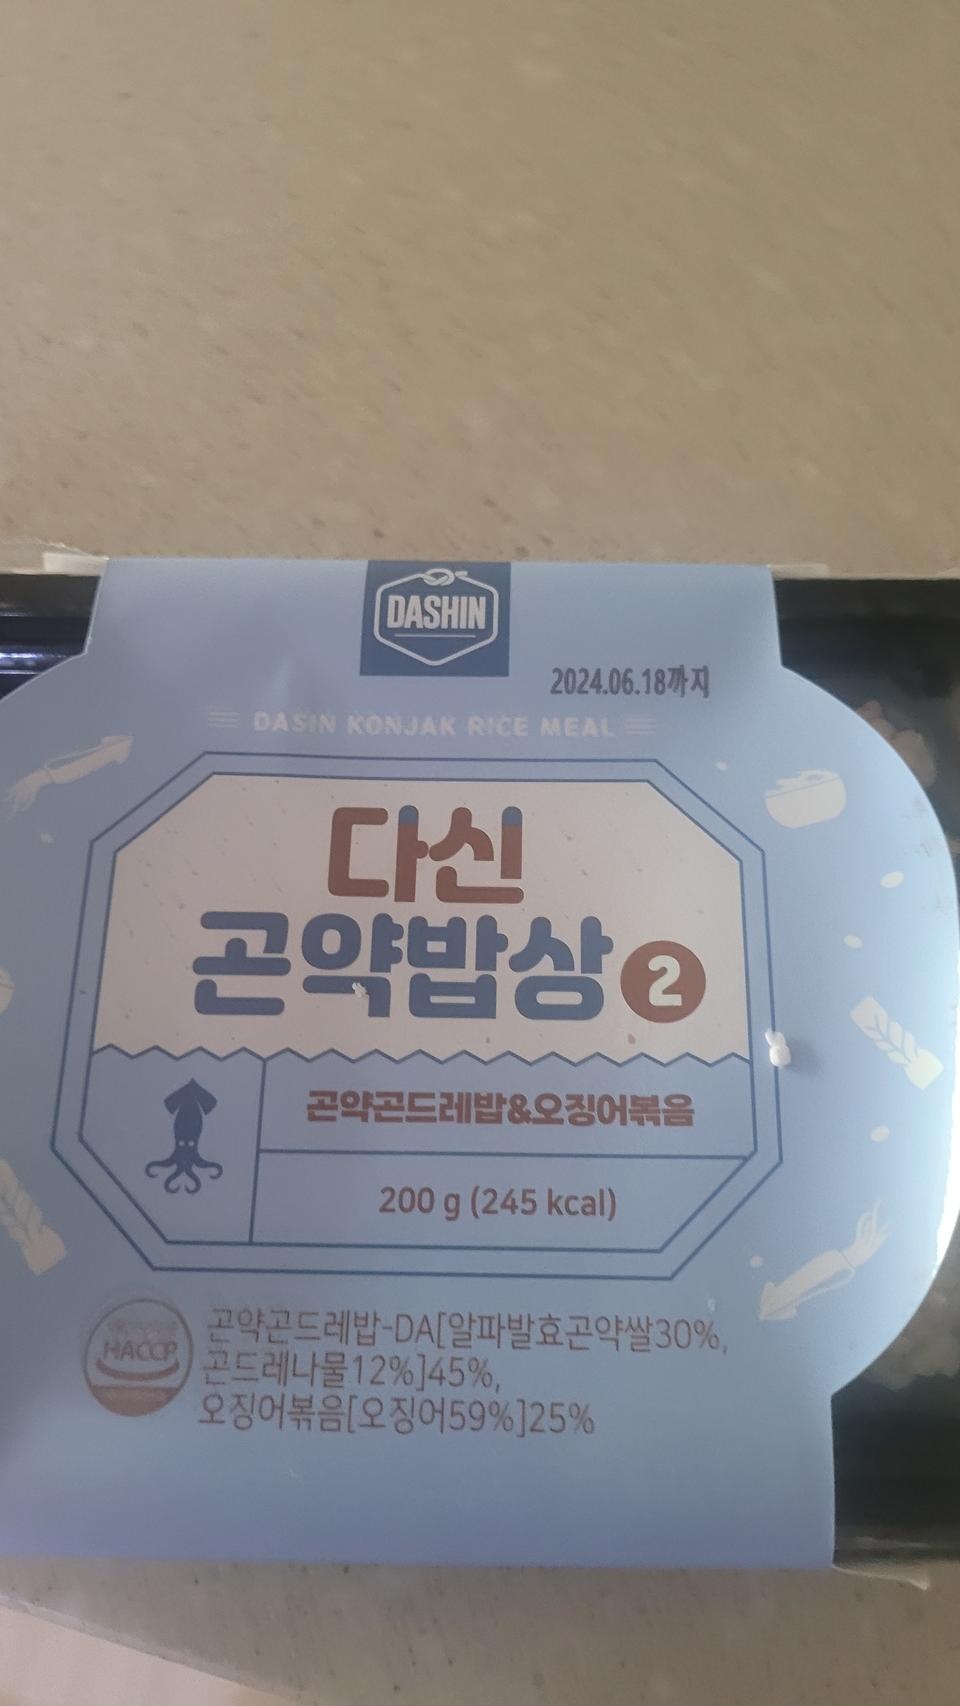 DASHIN
2024.06.18까지
DASIN KONJAK RICE MEAL
다신
곤약밥상 2
곤약곤드레밥&오징어볶음
200 g (245 kcal)
HACCP
곤약곤드레밥-DA[알파발효곤약쌀30%,
곤드레나물12%]45%,
오징어볶음[오징어59%]25%